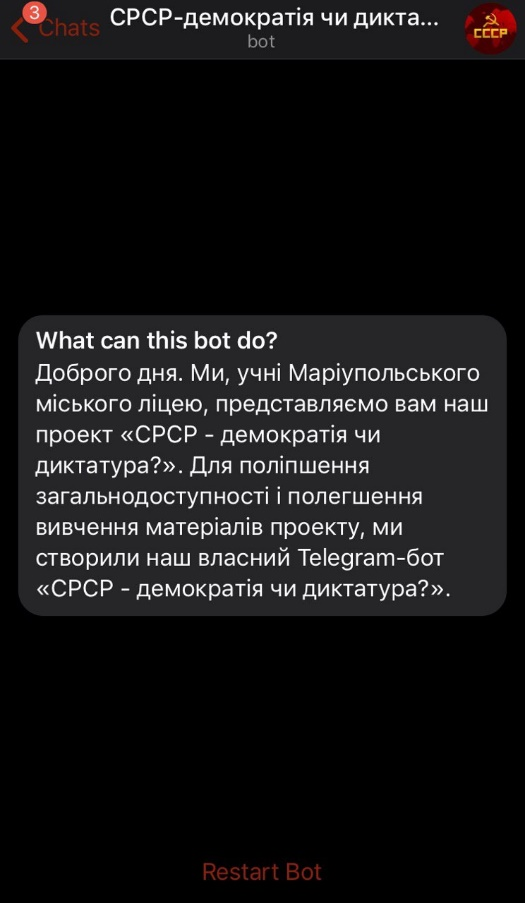 3
Chats
СРСР-демократія чи дикта...
bot
СССР
What can this bot do?
Доброго дня. Ми, учні Маріупольського
міського ліцею, представляємо вам наш
проект «СРСР - демократія чи
диктатура?». Для поліпшення
загальнодоступності і полегшення
вивчення матеріалів проекту, ми
створили наш власний Telegram-бот
«СРСР - демократія чи диктатура?».
Restart Bot